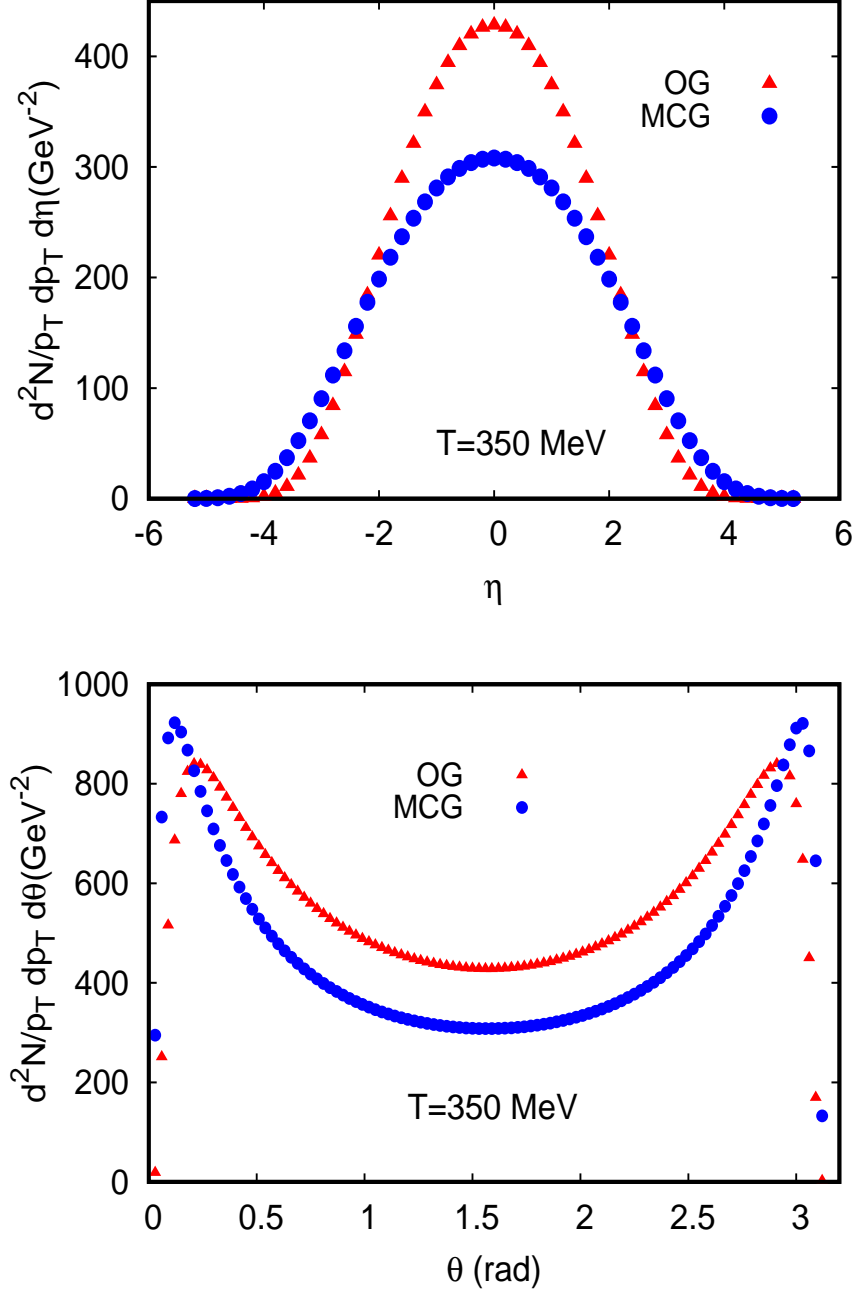 400
300
200
100
0
d²N/p_T dp_T dη(GeV⁻²)
OG
MCG
T=350 MeV
-6 -4 -2 0 2 4 6
η
1000
800
600
400
200
0
d²N/p_T dp_T dθ(GeV⁻²)
OG
MCG
T=350 MeV
0 0.5 1 1.5 2 2.5 3
θ (rad)